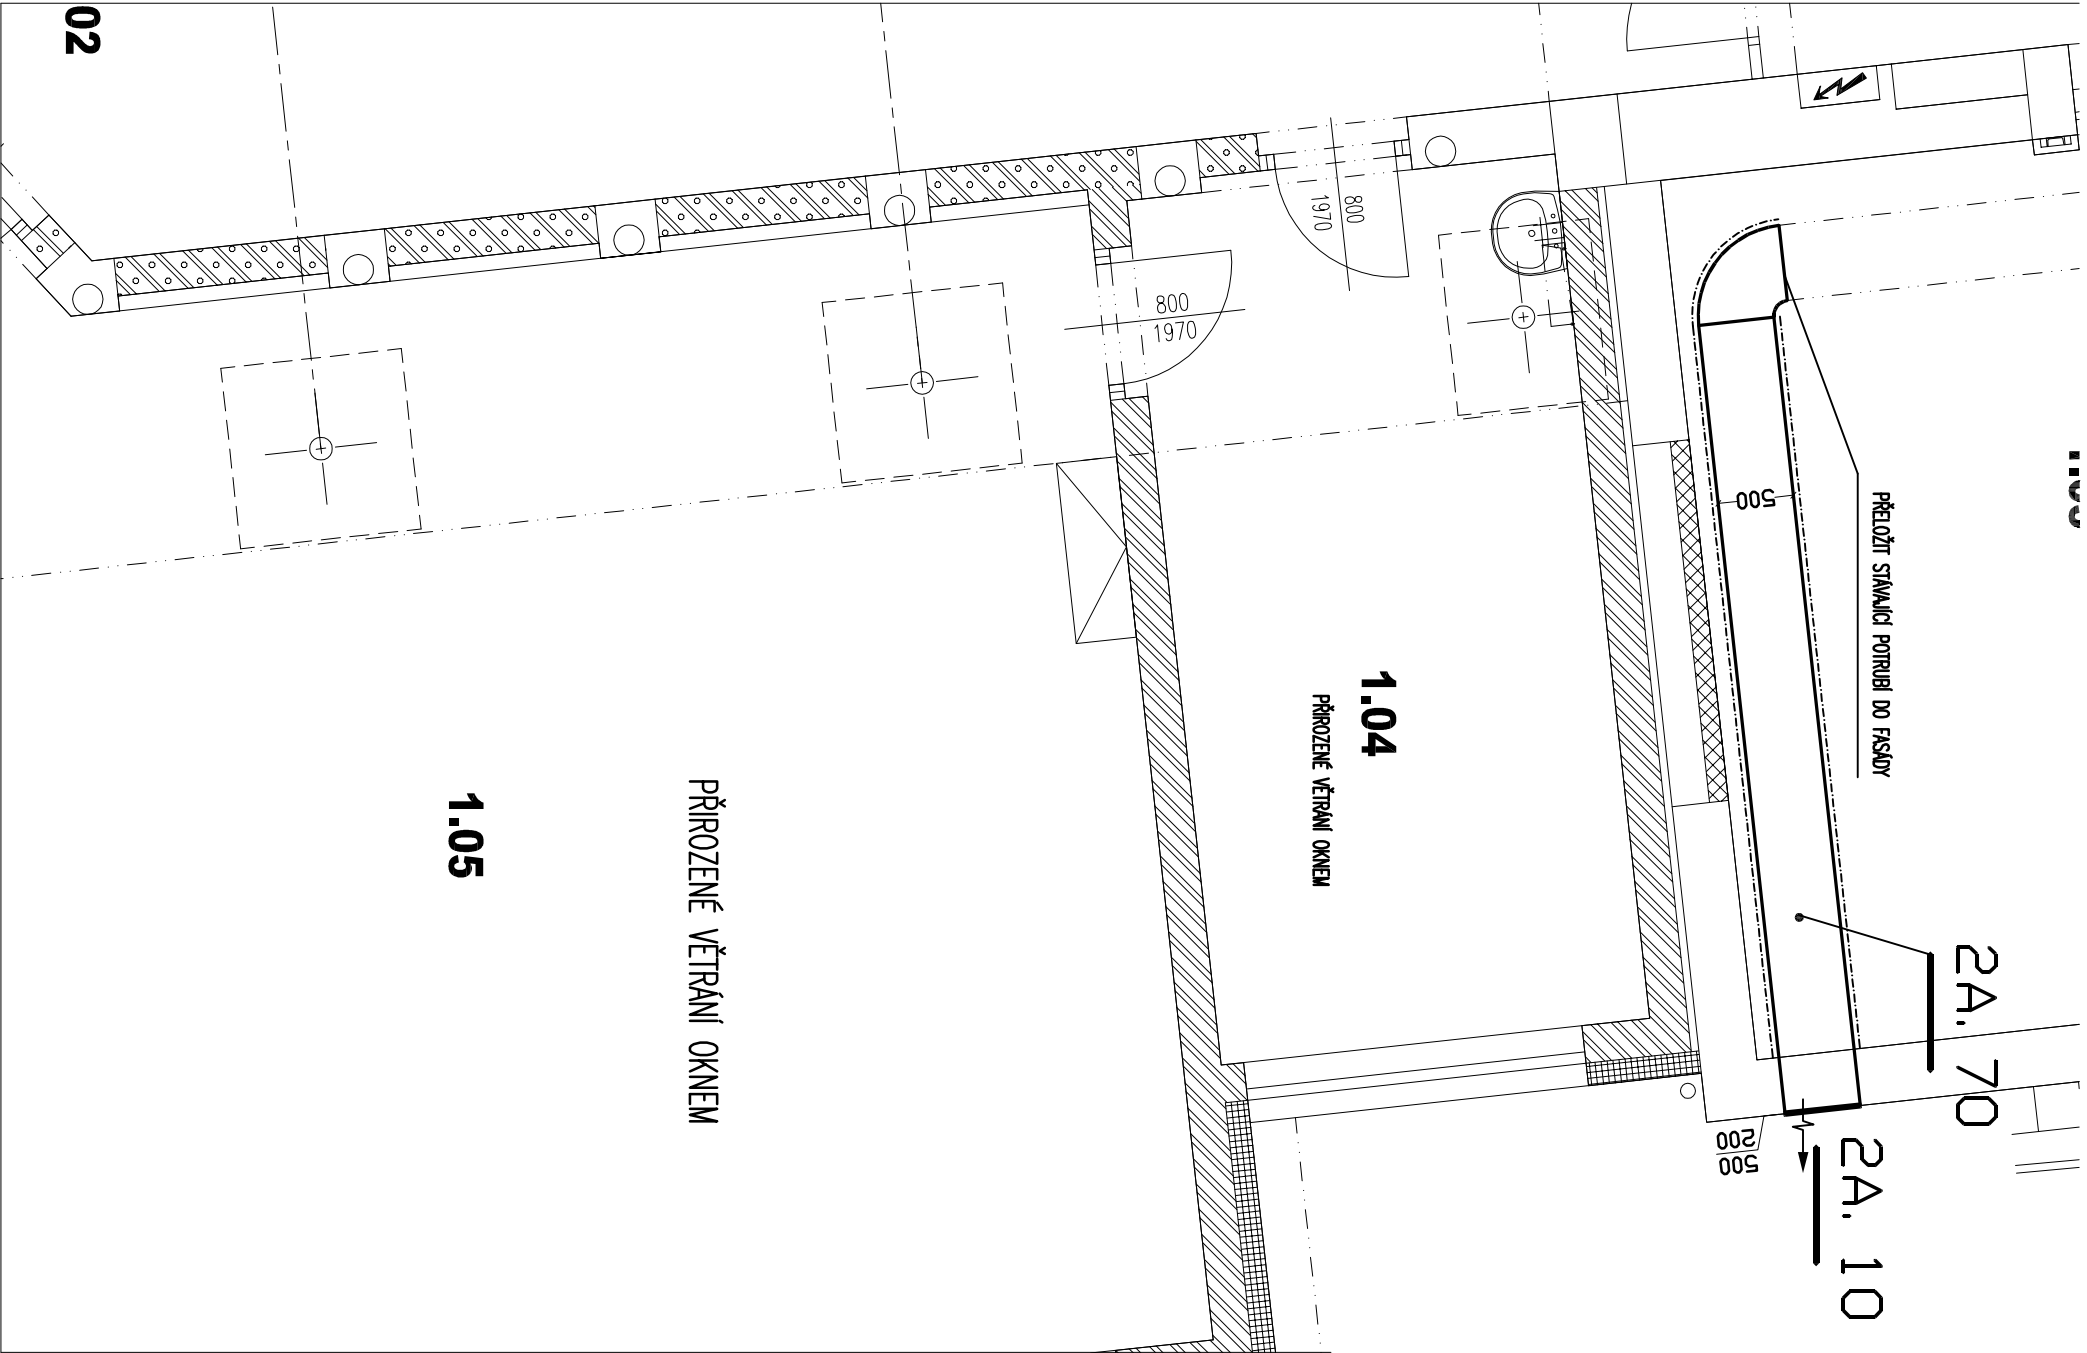 02
800
1970
800
1970
500
PŘELOŽIT STÁVAJÍCÍ POTRUBÍ DO FASÁDY
1.04
PŘIROZENÉ VĚTRÁNÍ OKNEM
1.05
PŘIROZENÉ VĚTRÁNÍ OKNEM
2A. 70
2A. 10
500
200